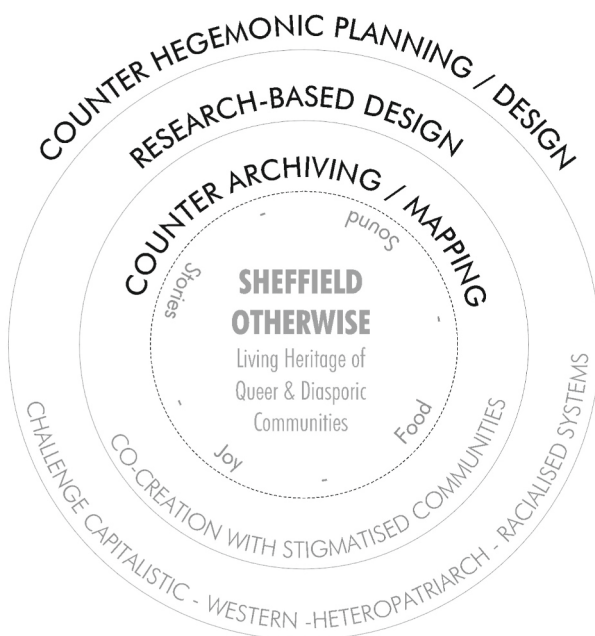 COUNTER HEGEMONIC PLANNING / DESIGN
RESEARCH-BASED DESIGN
COUNTER ARCHIVING / MAPPING
Stories - Sound -
SHEFFIELD
OTHERWISE
Living Heritage of
Queer & Diasporic
Communities
- Joy - Food
CO-CREATION WITH STIGMATISED COMMUNITIES
CHALLENGE CAPITALISTIC - WESTERN -HETEROPATRIARCH - RACIALISED SYSTEMS